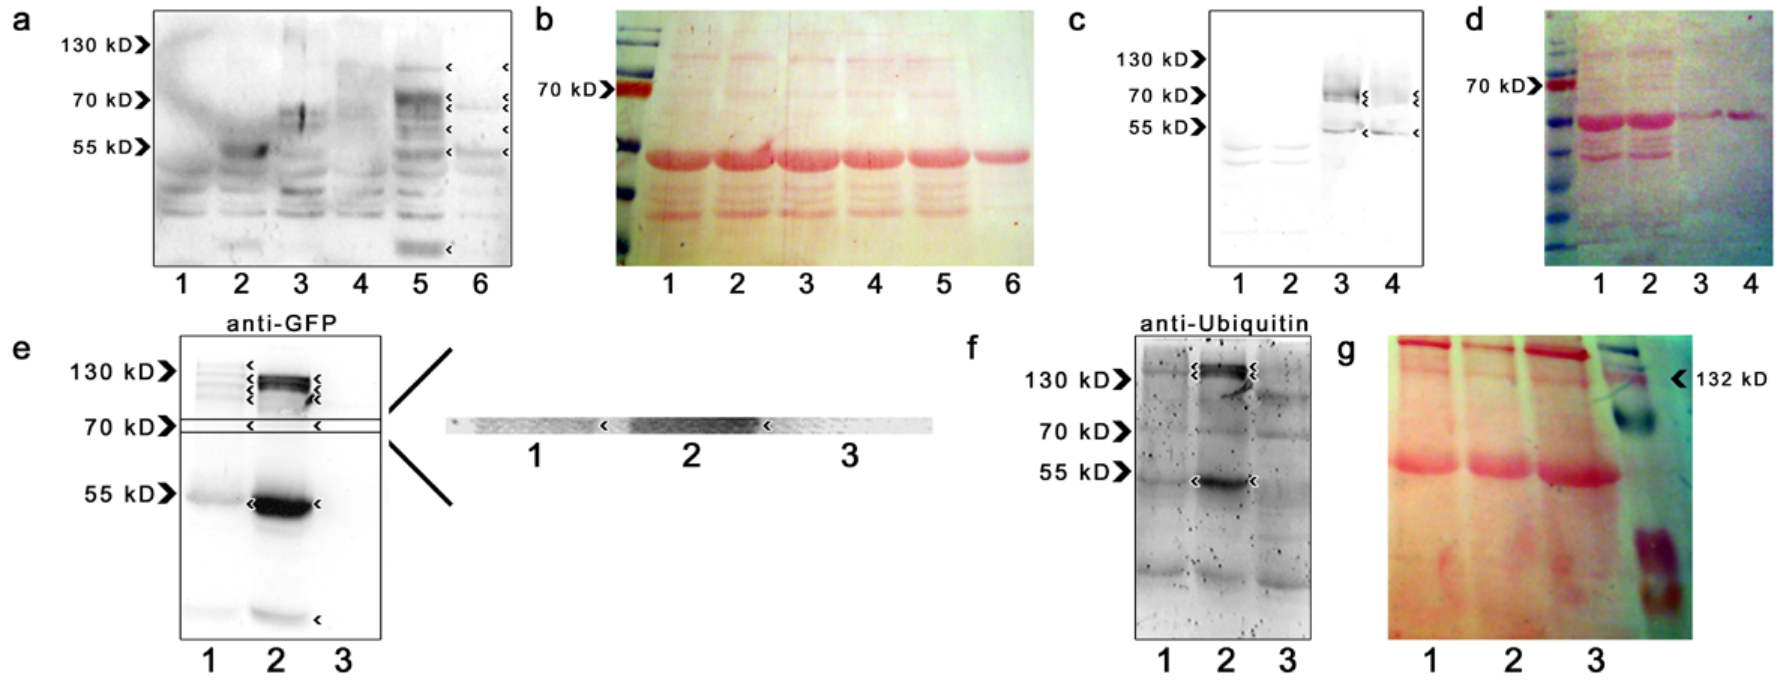 a
130 kD
70 kD
55 kD
1 2 3 4 5 6
b
70 kD
1 2 3 4 5 6
c
130 kD
70 kD
55 kD
1 2 3 4
d
70 kD
1 2 3 4
e
anti-GFP
130 kD
70 kD
55 kD
1 2 3
1 2 3
f
anti-Ubiquitin
130 kD
70 kD
55 kD
1 2 3
g
132 kD
1 2 3